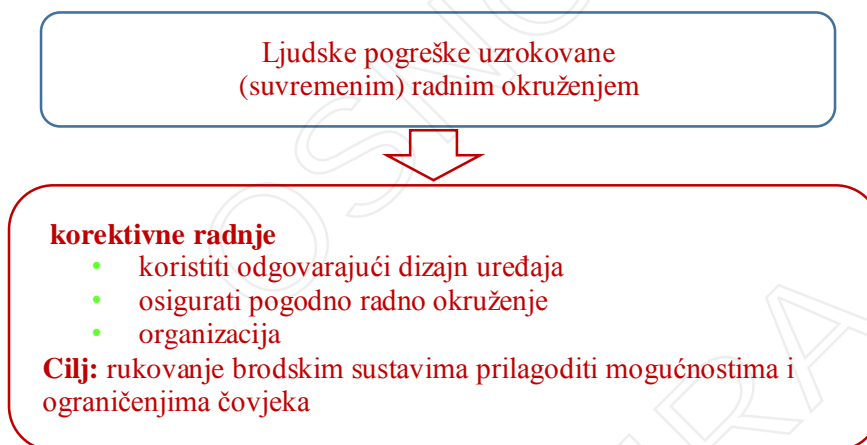 Ljudske pogreške uzrokovane
(suvremenim) radnim okruženjem
korektivne radnje
• koristiti odgovarajući dizajn uređaja
• osigurati pogodno radno okruženje
• organizacija
Cilj: rukovanje brodskim sustavima prilagoditi mogućnostima i
ograničenjima čovjeka